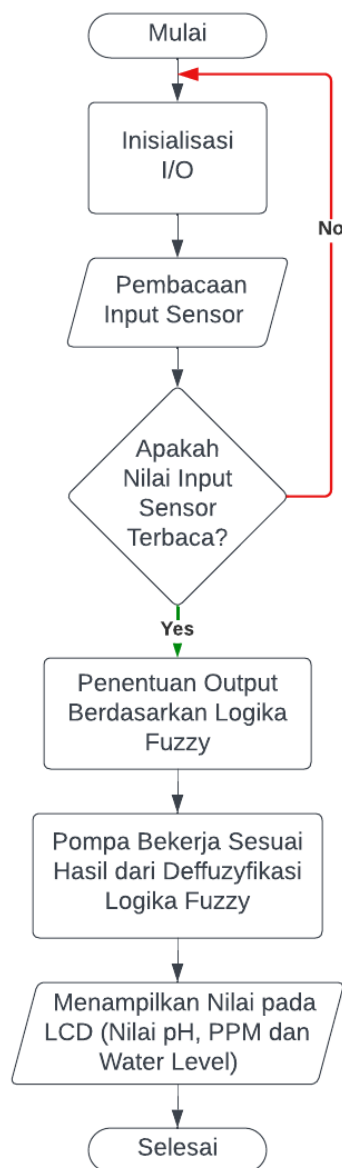 Mulai
Inisialisasi
I/O
No
Pembacaan
Input Sensor
Apakah
Nilai Input
Sensor
Terbaca?
Yes
Penentuan Output
Berdasarkan Logika
Fuzzy
Pompa Bekerja Sesuai
Hasil dari Deffuzyfikasi
Logika Fuzzy
Menampilkan Nilai pada
LCD (Nilai pH, PPM dan
Water Level)
Selesai